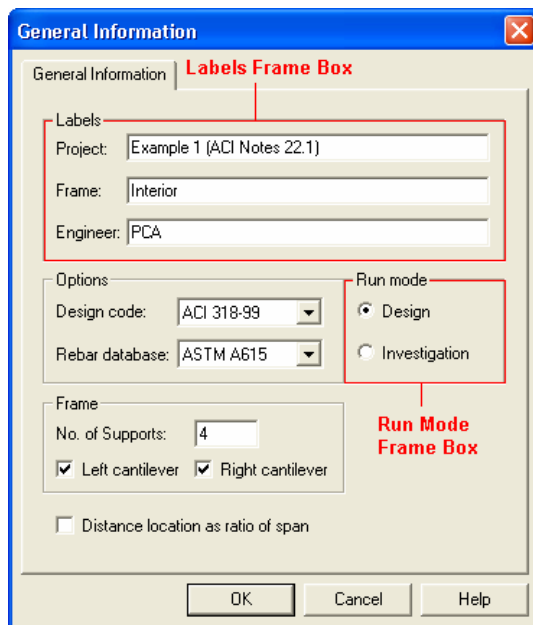 General Information
General Information
Labels Frame Box
Labels
Project: Example 1 (ACI Notes 22.1)
Frame: Interior
Engineer: PCA
Options
Design code: ACI 318-99
Rebar database: ASTM A615
Run mode
Design
Investigation
Run Mode
Frame Box
Frame
No. of Supports: 4
Left cantilever Right cantilever
Distance location as ratio of span
OK Cancel Help